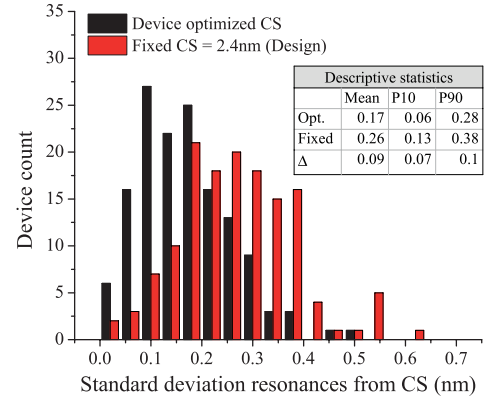 35
30
25
20
15
10
5
0
Device count
Device optimized CS
Fixed CS = 2.4nm (Design)
Descriptive statistics
Mean P10 P90
Opt. 0.17 0.06 0.28
Fixed 0.26 0.13 0.38
Δ 0.09 0.07 0.1
0.0 0.1 0.2 0.3 0.4 0.5 0.6 0.7
Standard deviation resonances from CS (nm)